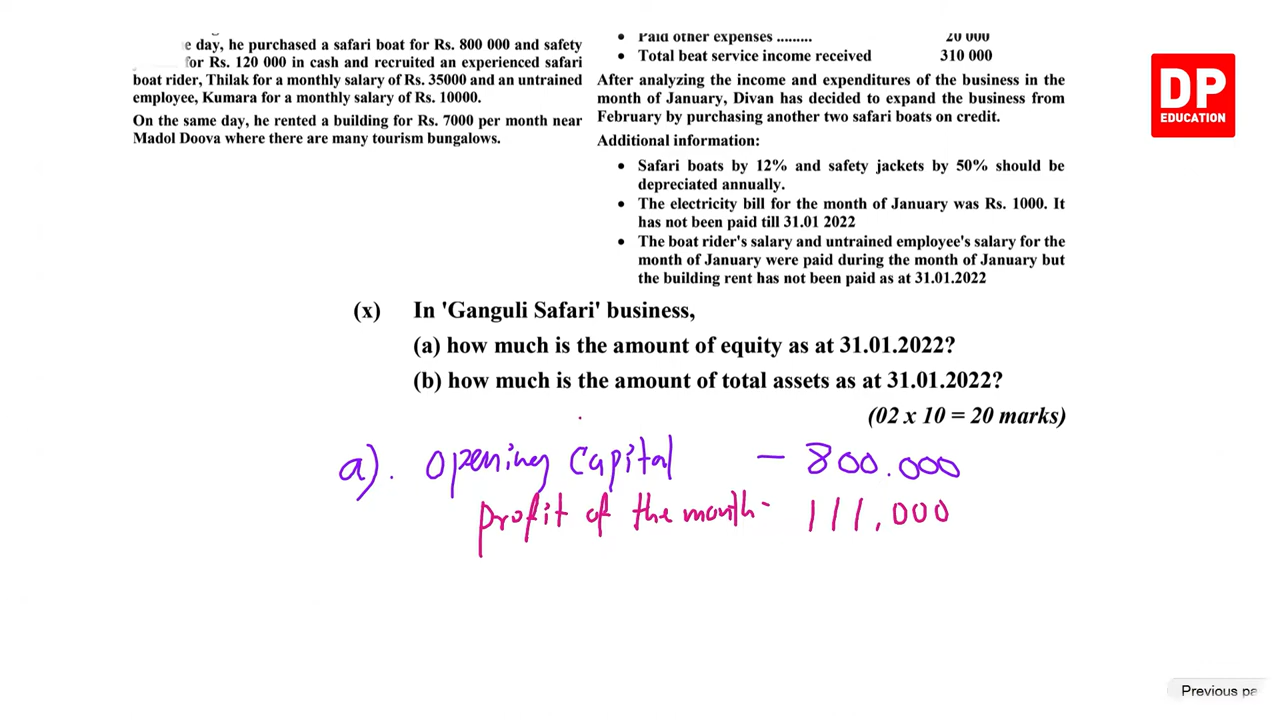 e day, he purchased a safari boat for Rs. 800 000 and safety
for Rs. 120 000 in cash and recruited an experienced safari
boat rider, Thilak for a monthly salary of Rs. 35000 and an untrained
employee, Kumara for a monthly salary of Rs. 10000.
On the same day, he rented a building for Rs. 7000 per month near
Madol Doova where there are many tourism bungalows.
• Paid other expenses ......... 20 000
• Total beat service income received 310 000
After analyzing the income and expenditures of the business in the
month of January, Divan has decided to expand the business from
February by purchasing another two safari boats on credit.
Additional information:
• Safari boats by 12% and safety jackets by 50% should be
depreciated annually.
• The electricity bill for the month of January was Rs. 1000. It
has not been paid till 31.01 2022
• The boat rider's salary and untrained employee's salary for the
month of January were paid during the month of January but
the building rent has not been paid as at 31.01.2022
DP
EDUCATION
(x) In 'Ganguli Safari' business,
(a) how much is the amount of equity as at 31.01.2022?
(b) how much is the amount of total assets as at 31.01.2022?
(02 x 10 = 20 marks)
a). Opening Capital – 800.000
profit of the month - 111,000
Previous pa